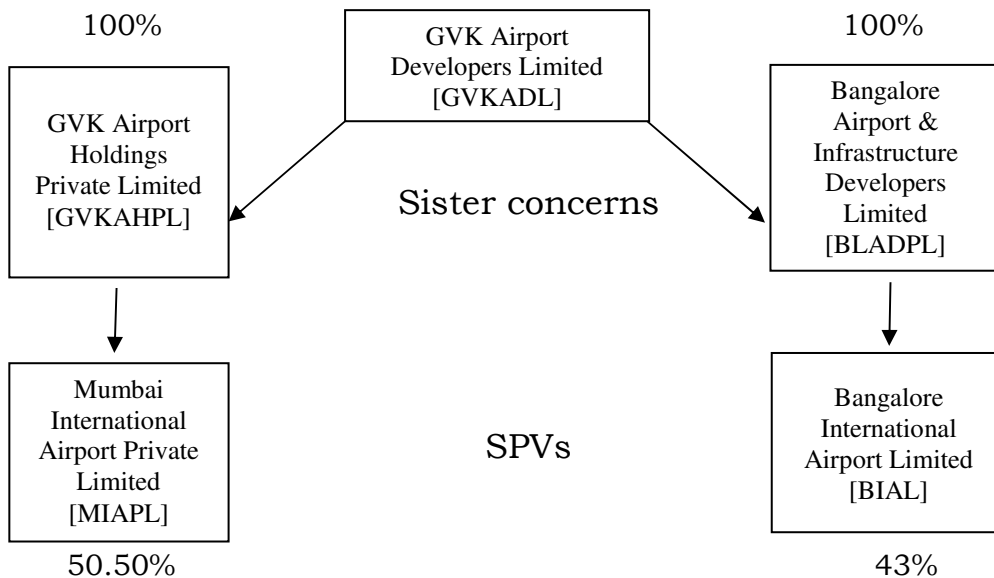 100%
GVK Airport
Developers Limited
[GVKADL]
100%
GVK Airport
Holdings
Private Limited
[GVKAHPL]
Sister concerns
Bangalore
Airport &
Infrastructure
Developers
Limited
[BLADPL]
Mumbai
International
Airport Private
Limited
[MIAPL]
SPVs
Bangalore
International
Airport Limited
[BIAL]
50.50%
43%